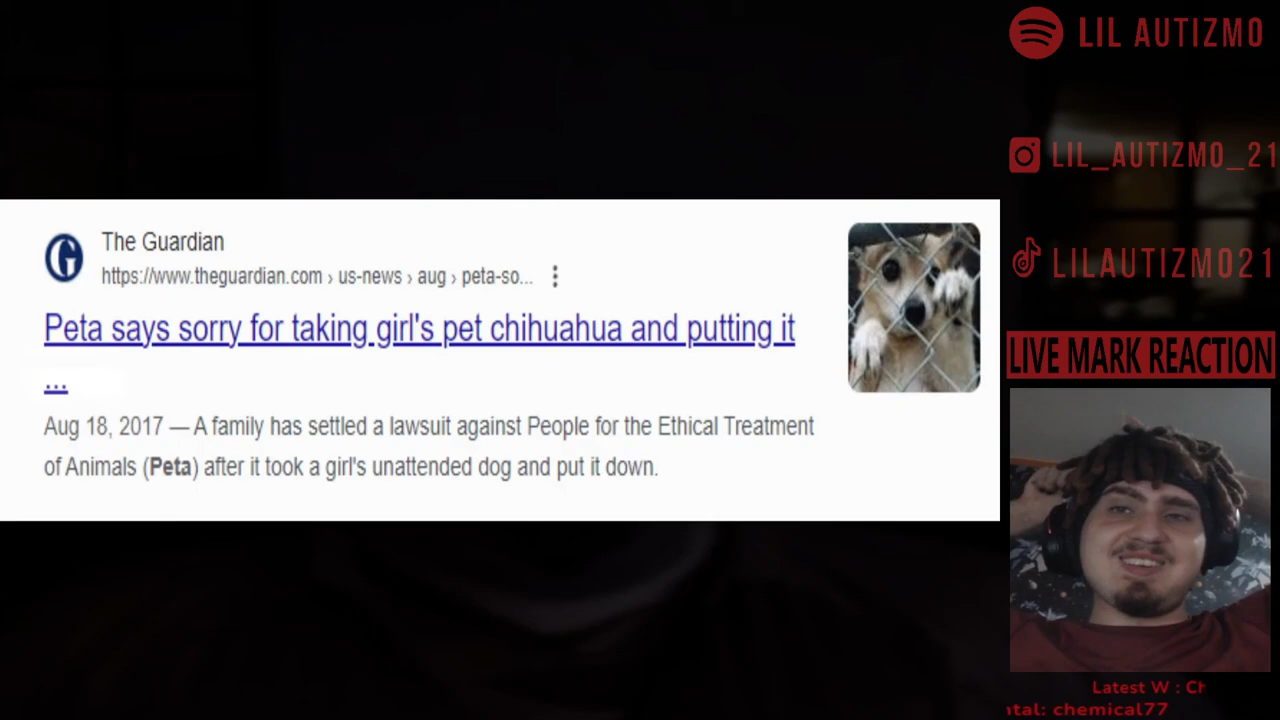 The Guardian
https://www.theguardian.com › us-news › aug › peta-so...
Peta says sorry for taking girl's pet chihuahua and putting it
...
Aug 18, 2017 — A family has settled a lawsuit against People for the Ethical Treatment
of Animals (Peta) after it took a girl's unattended dog and put it down.
LIL AUTIZMO
LIL_AUTIZMO_21
LILAUTIZMO21
LIVE MARK REACTION
Latest W : Ch
chemical77